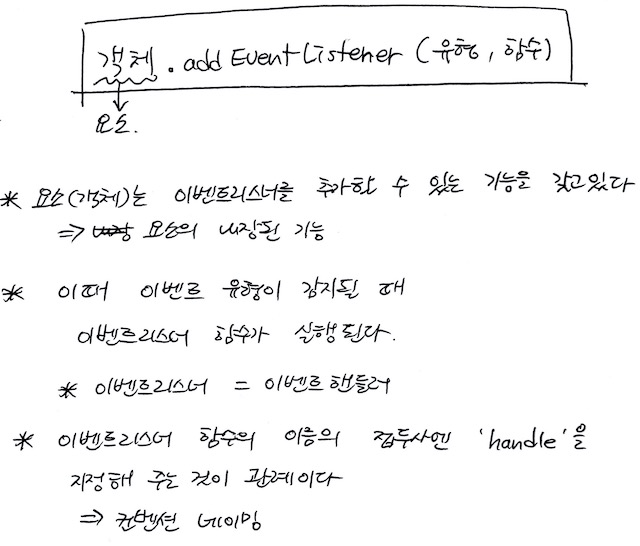 객체.addEventListener (유형, 함수)
요소.
* 요소(객체)는 이벤트리스너를 추가할 수 있는 기능을 갖고있다
⇒ 요소의 내장된 기능
* 이때 이벤트 유형이 감지될 때
이벤트리스너 함수가 실행된다.
* 이벤트리스너 = 이벤트핸들러
* 이벤트리스너 함수의 이름의 접두사엔 'handle'을
지정해 주는 것이 관례이다
⇒ 컨벤션 네이밍